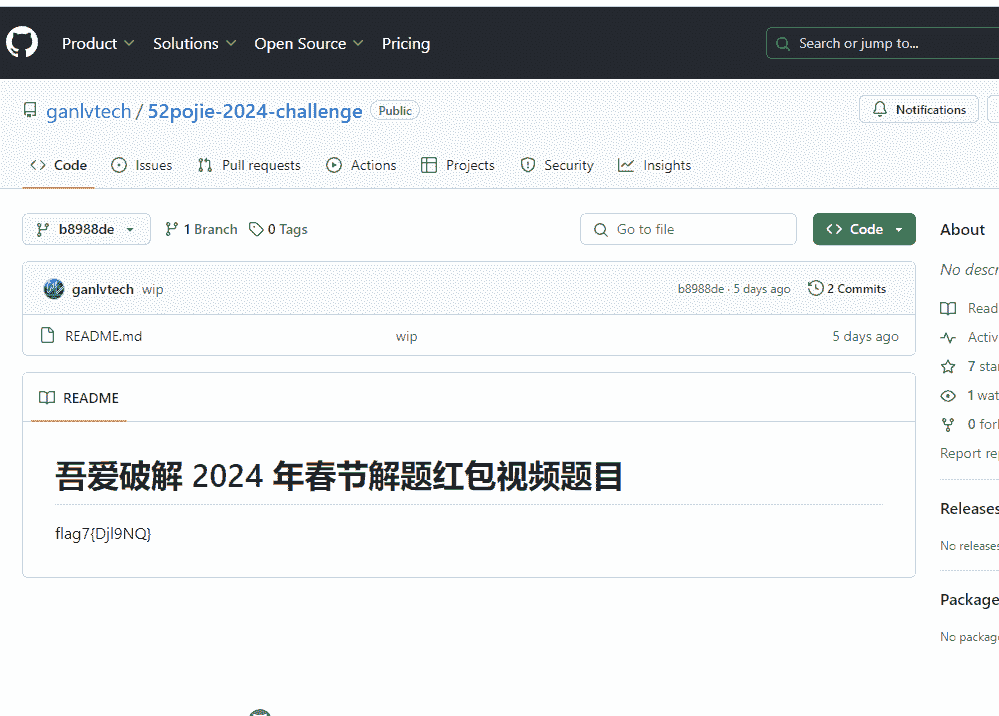 Product Solutions Open Source Pricing Search or jump to...
ganlvtech / 52pojie-2024-challenge Public Notifications
Code Issues Pull requests Actions Projects Security Insights
b8988de 1 Branch 0 Tags Go to file Code
About
ganlvtech wip b8988de · 5 days ago 2 Commits
No descr
README.md wip 5 days ago
Read
Activ
7 sta
1 wat
0 for
Report re
README
吾爱破解 2024 年春节解题红包视频题目
flag7{Djl9NQ}
Releases
No releases
Package
No packag